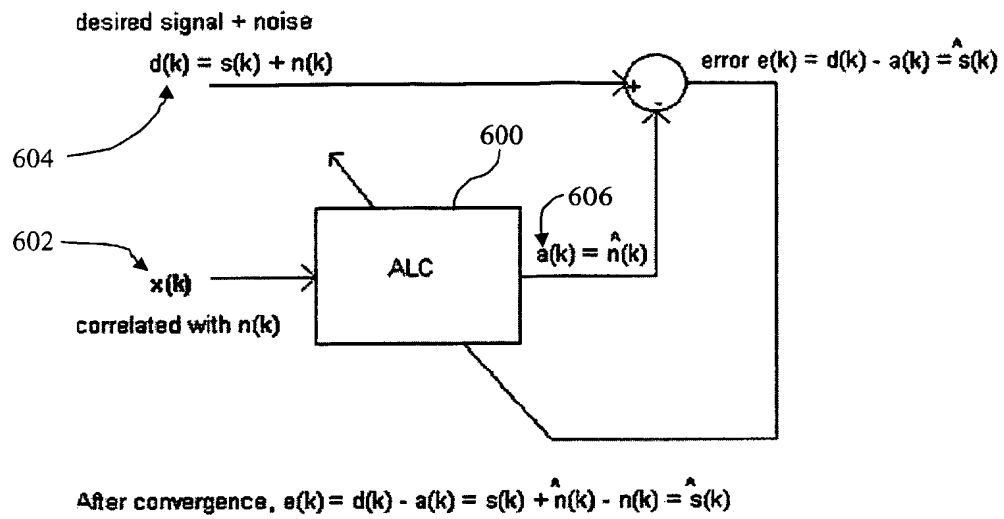 desired signal + noise
d(k) = s(k) + n(k)
error e(k) = d(k) - a(k) = ŝ(k)
+
-
604
600
606
602
a(k) = n̂(k)
x(k)
ALC
correlated with n(k)
After convergence, e(k) = d(k) - a(k) = s(k) + n̂(k) - n(k) = ŝ(k)